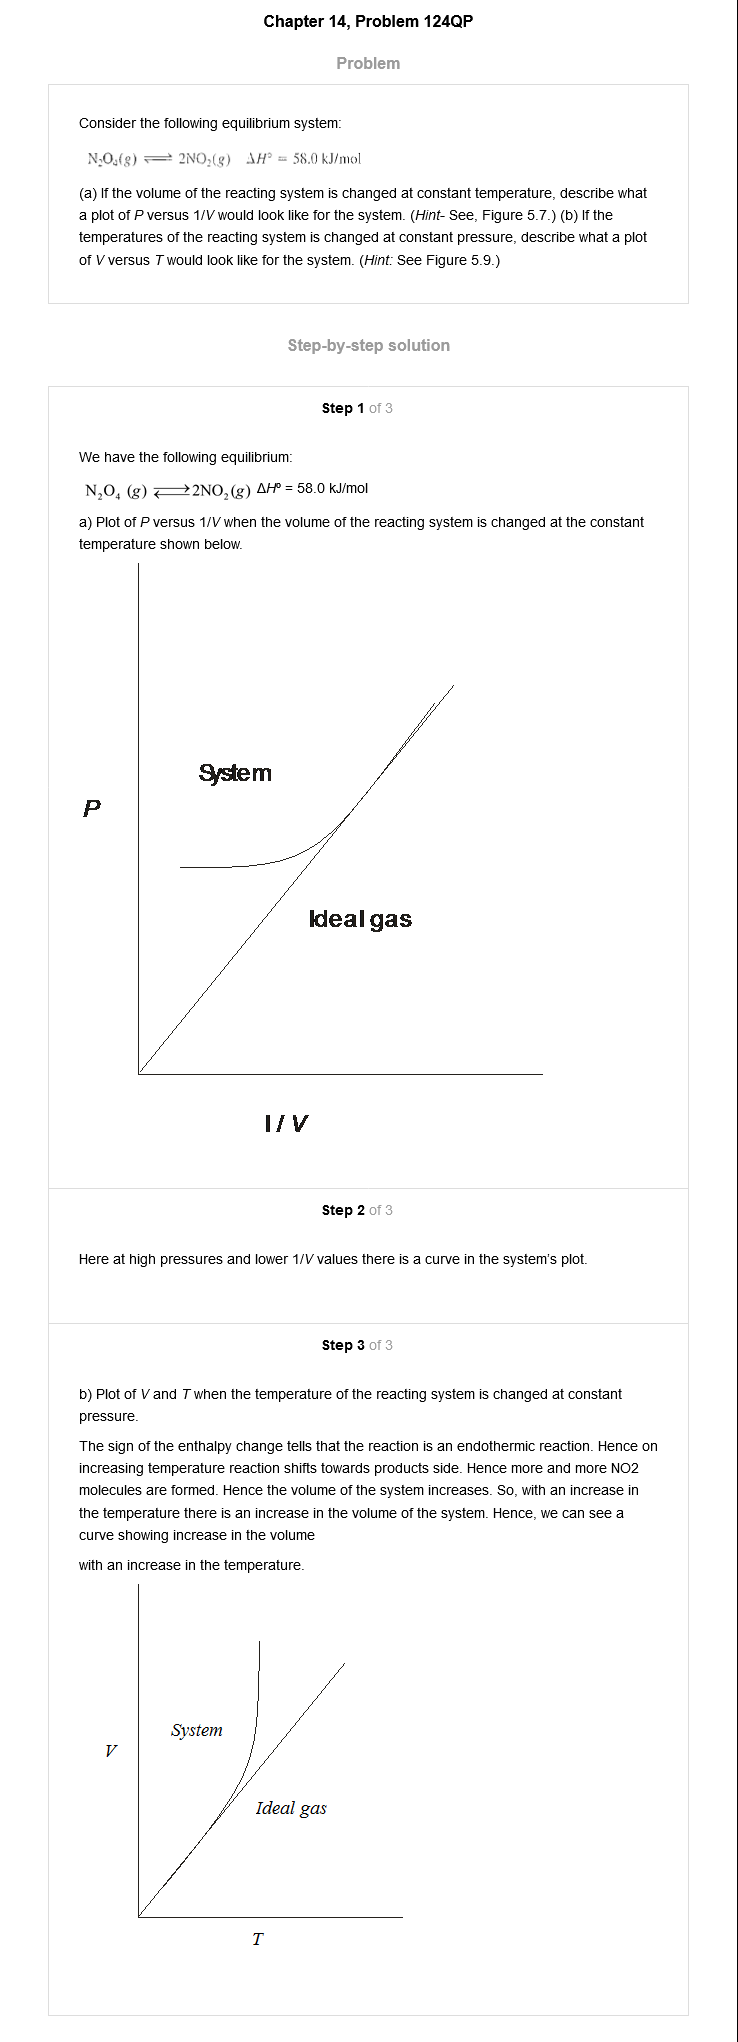 Chapter 14, Problem 124QP
Problem
Consider the following equilibrium system:
N₂O₄(g) ⇌ 2NO₂(g) ΔH° = 58.0 kJ/mol
(a) If the volume of the reacting system is changed at constant temperature, describe what
a plot of P versus 1/V would look like for the system. (Hint- See, Figure 5.7.) (b) If the
temperatures of the reacting system is changed at constant pressure, describe what a plot
of V versus T would look like for the system. (Hint: See Figure 5.9.)
Step-by-step solution
Step 1 of 3
We have the following equilibrium:
N₂O₄ (g) ⇌ 2NO₂(g) ΔH° = 58.0 kJ/mol
a) Plot of P versus 1/V when the volume of the reacting system is changed at the constant
temperature shown below.
System
P
Ideal gas
I / V
Step 2 of 3
Here at high pressures and lower 1/V values there is a curve in the system's plot.
Step 3 of 3
b) Plot of V and T when the temperature of the reacting system is changed at constant
pressure.
The sign of the enthalpy change tells that the reaction is an endothermic reaction. Hence on
increasing temperature reaction shifts towards products side. Hence more and more NO2
molecules are formed. Hence the volume of the system increases. So, with an increase in
the temperature there is an increase in the volume of the system. Hence, we can see a
curve showing increase in the volume
with an increase in the temperature.
System
V
Ideal gas
T